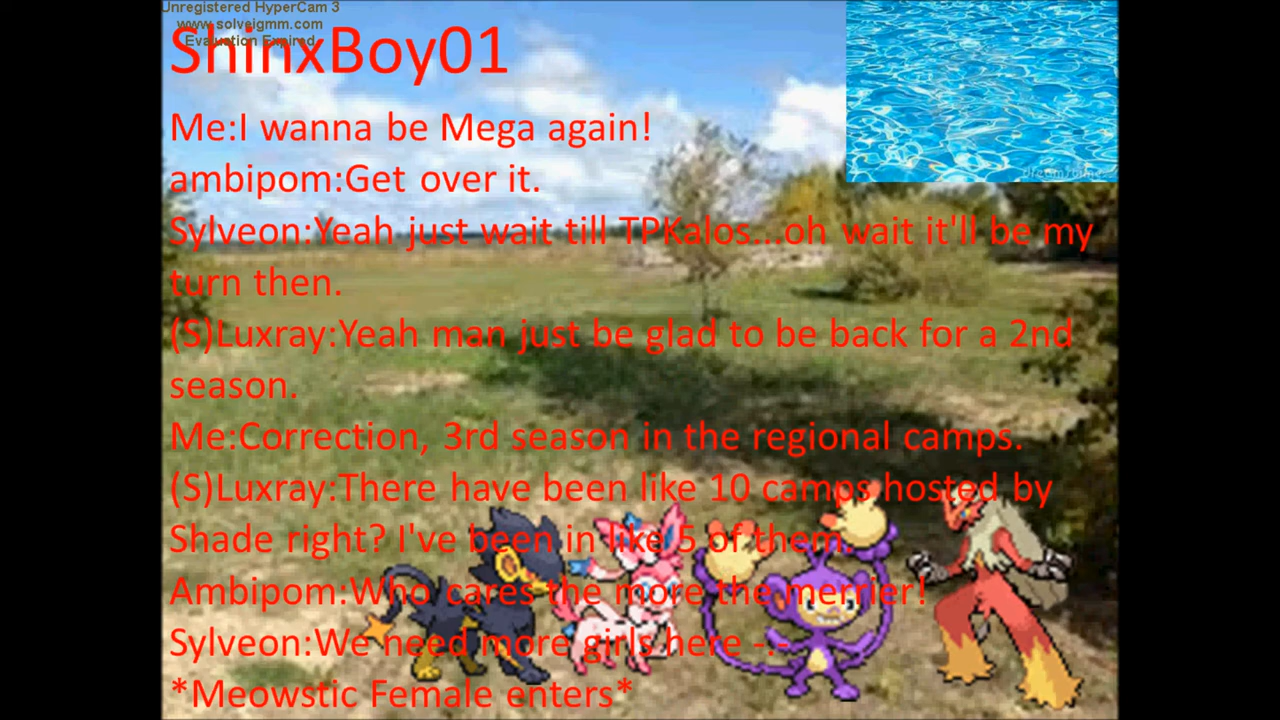 Unregistered HyperCam 3
www.solveigmm.com
Evaluation Expired
ShinxBoy01
Me:I wanna be Mega again!
ambipom:Get over it.
Sylveon:Yeah just wait till TPKalos...oh wait it'll be my
turn then.
(S)Luxray:Yeah man just be glad to be back for a 2nd
season.
Me:Correction, 3rd season in the regional camps.
(S)Luxray:There have been like 10 camps hosted by
Shade right? I've been in like 5 of them.
Ambipom:Who cares the more the merrier!
Sylveon:We need more girls here -.-
*Meowstic Female enters*